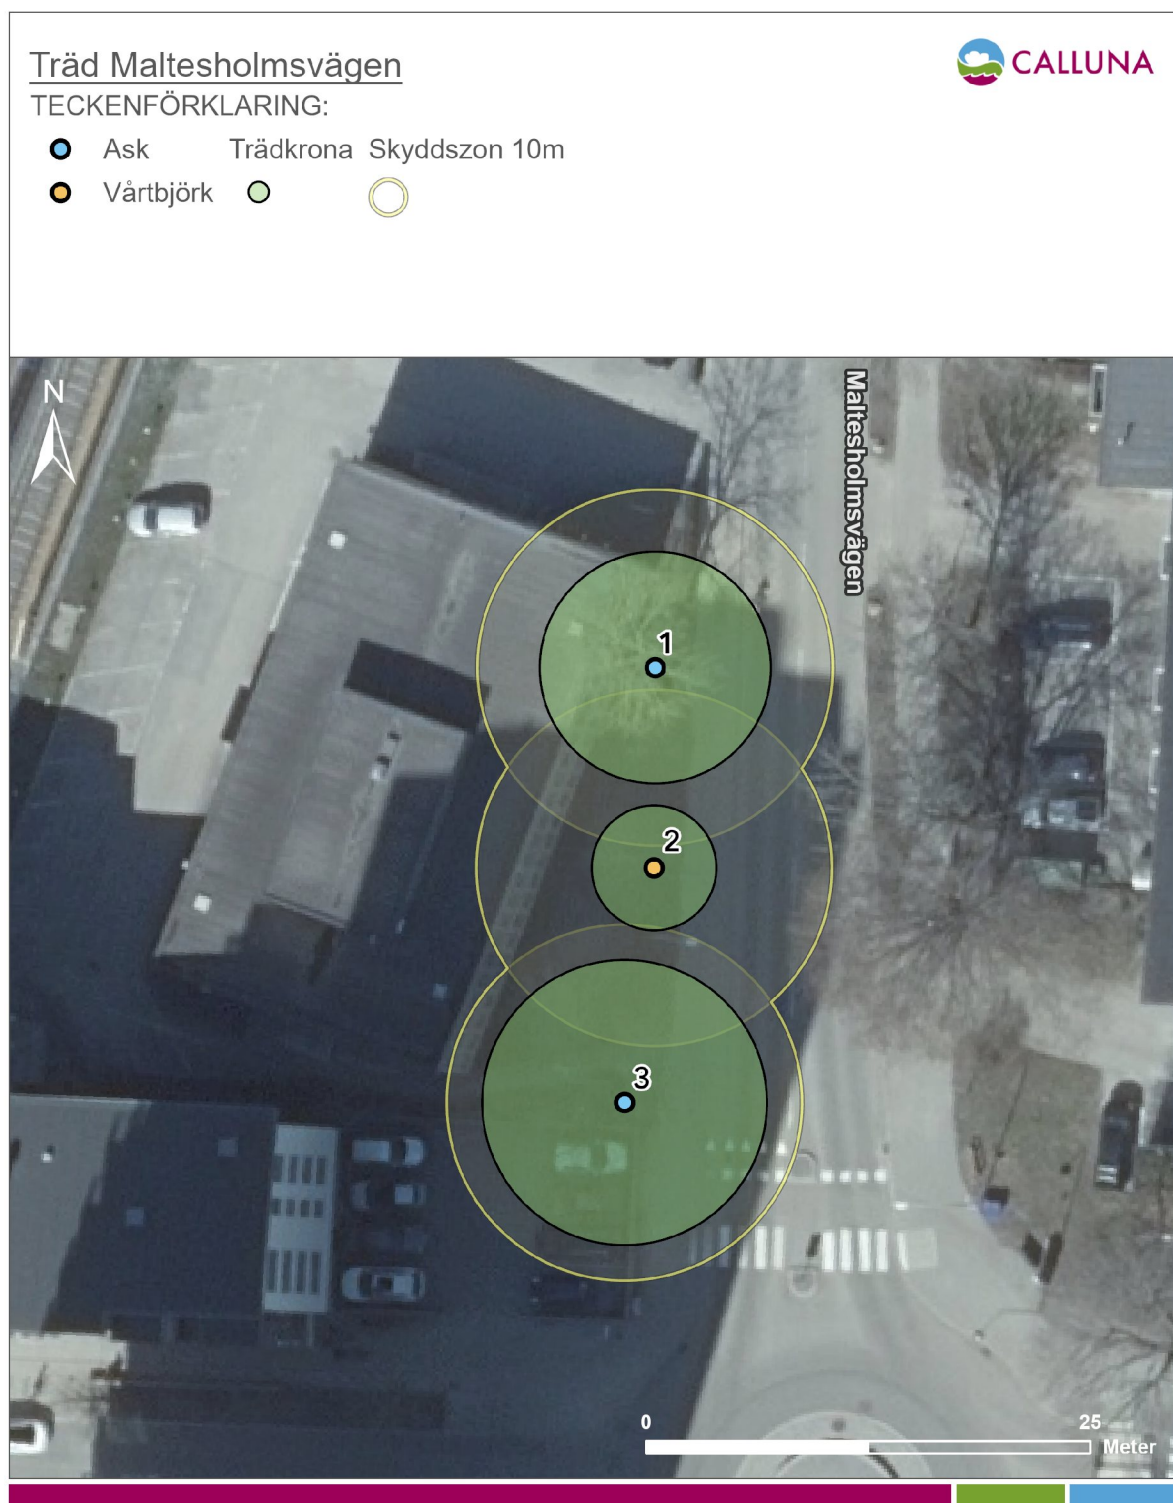 Träd Maltesholmsvägen
CALLUNA
TECKENFÖRKLARING:
Ask Trädkrona Skyddszon 10m
Vårtbjörk
N
Maltesholmsvägen
1
2
3
0 25
Meter